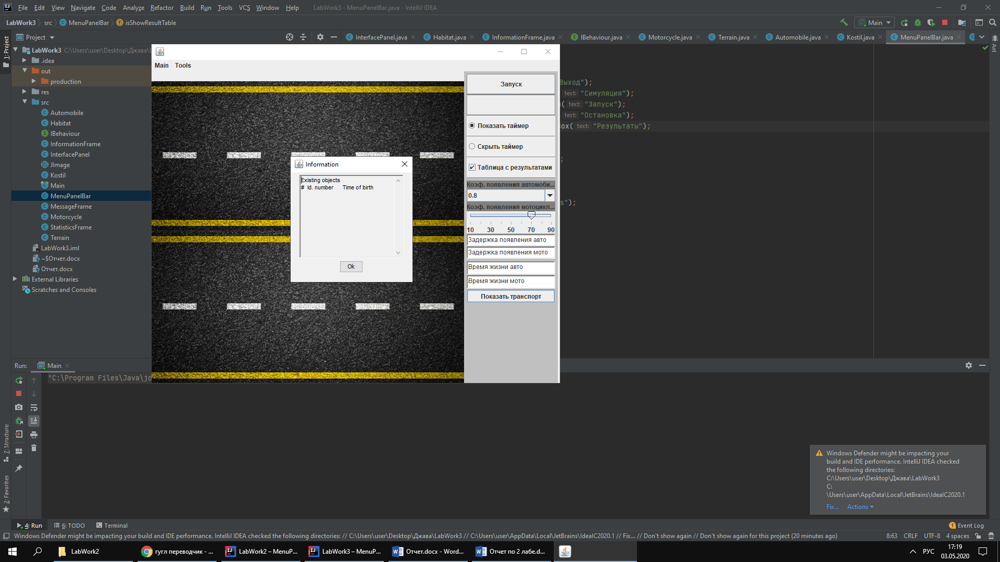 File Edit View Navigate Code Analyze Refactor Build Run Tools VCS Window Help LabWork3 - MenuPanelBar.java - IntelliJ IDEA
LabWork3 src MenuPanelBar isShowResultTable Main
Project InterfacePanel.java Habitat.java InformationFrame.java IBehaviour.java Motorcycle.java Terrain.java Automobile.java Kostil.java MenuPanelBar.java
1: Project
Ant
LabWork3 C:\Users\user\Desktop\Джава\L
.idea
out
production
res
src
Automobile
Habitat
IBehaviour
InformationFrame
InterfacePanel
JImage
Kostil
Main
MenuPanelBar
MessageFrame
Motorcycle
StatisticsFrame
Terrain
LabWork3.iml
~$Отчет.docx
Отчет.docx
External Libraries
Scratches and Consoles
Main Tools
Запуск
Показать таймер
Скрыть таймер
Таблица с результатами
Коэф. появления автомоби...
0.8
Коэф. появления мотоцикл...
10 30 50 70 90
Задержка появления авто
Задержка появления мото
Время жизни авто
Время жизни мото
Показать транспорт
Information
Existing objects
# Id. number Time of birth
Ok
Выход");
text: "Симуляция");
( text: "Запуск");
text: "Остановка");
ox( text: "Результаты");
;
s");
Run: Main
"C:\Program Files\Java\jd
7: Structure
2: Favorites
Windows Defender might be impacting your
build and IDE performance. IntelliJ IDEA checked
the following directories:
C:\Users\user\Desktop\Джава\LabWork3
C:
\Users\user\AppData\Local\JetBrains\IdeaIC2020.1
Fix... Actions
4: Run 6: TODO Terminal Event Log
Windows Defender might be impacting your build and IDE performance. IntelliJ IDEA checked the following directories: // C:\Users\user\Desktop\Джава\LabWork3 // C:\Users\user\AppData\Local\JetBrains\IdeaIC2020.1 // Fix... // Don't show again // Don't show again for this project (20 minutes ago) 8:63 CRLF UTF-8 4 spaces
LabWork2 гугл переводчик - ... LabWork2 – MenuP... LabWork3 – MenuP... Отчет.docx - Word... Отчет по 2 лабе.d... РУС 17:19
03.05.2020